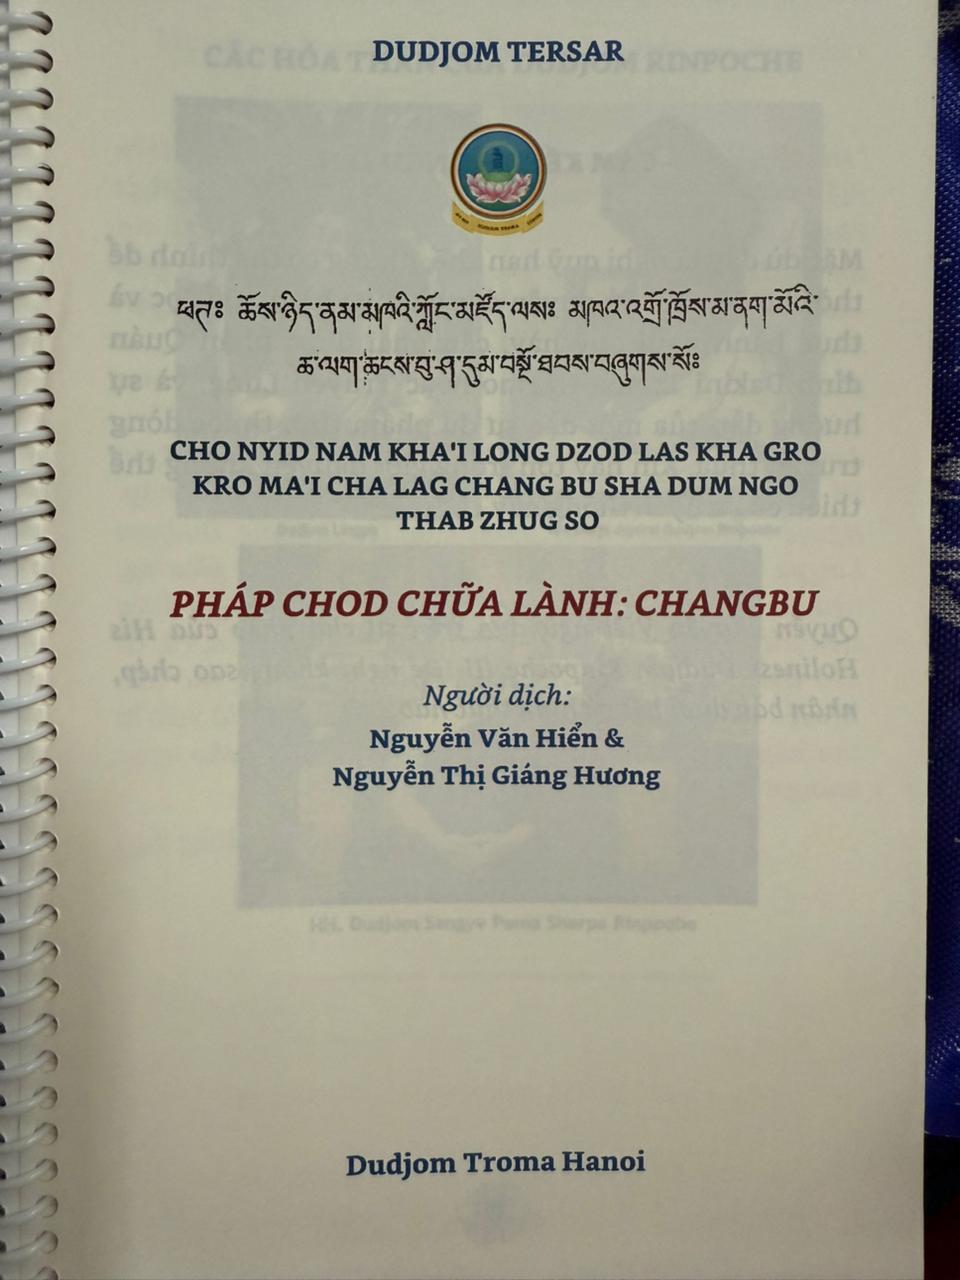 DUDJOM TERSAR
DUDJOM TROMA
ཆོས་ཉིད་ནམ་མཁའི་ཀློང་མཛོད་ལས༔ མཁའ་འགྲོ་ཁྲོས་མ་ནག་མོའི་
ཆ་ལག་ཆངས་བུ་ཤ་དུམ་བསྔོ་ཐབས་བཞུགས་སོ༔
CHO NYID NAM KHA'I LONG DZOD LAS KHA GRO
KRO MA'I CHA LAG CHANG BU SHA DUM NGO
THAB ZHUG SO
PHÁP CHOD CHỮA LÀNH: CHANGBU
Người dịch:
Nguyễn Văn Hiển &
Nguyễn Thị Giáng Hương
Dudjom Troma Hanoi